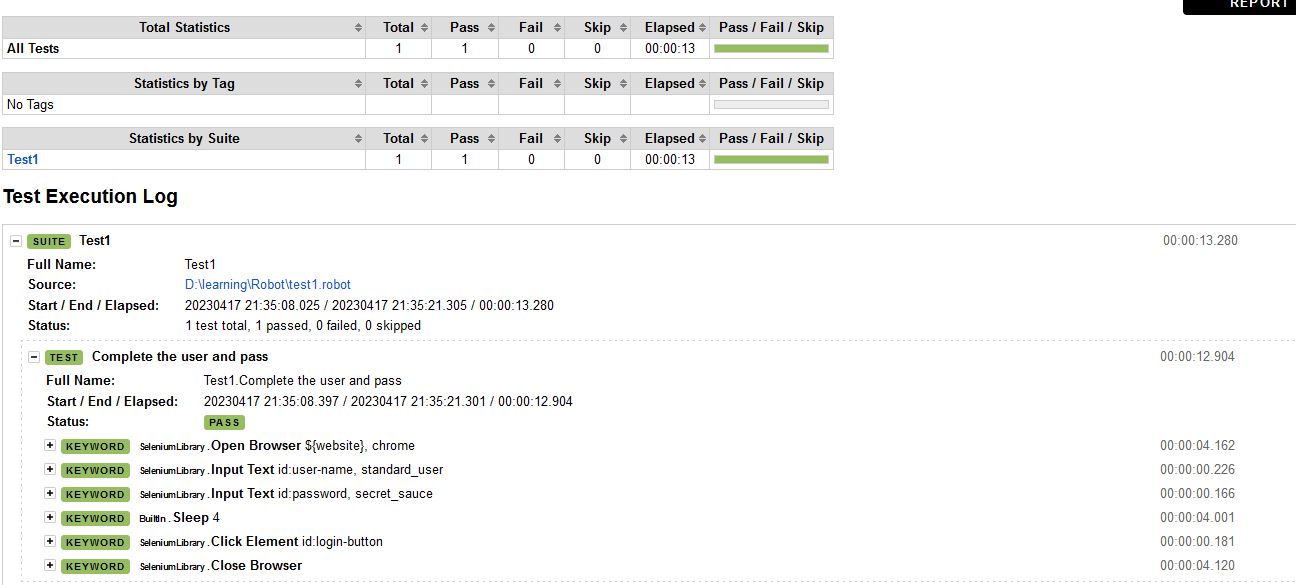 REPORT
Total Statistics Total Pass Fail Skip Elapsed Pass / Fail / Skip
All Tests 1 1 0 0 00:00:13
Statistics by Tag Total Pass Fail Skip Elapsed Pass / Fail / Skip
No Tags
Statistics by Suite Total Pass Fail Skip Elapsed Pass / Fail / Skip
Test1 1 1 0 0 00:00:13
Test Execution Log
SUITE Test1 00:00:13.280
Full Name: Test1
Source: D:\learning\Robot\test1.robot
Start / End / Elapsed: 20230417 21:35:08.025 / 20230417 21:35:21.305 / 00:00:13.280
Status: 1 test total, 1 passed, 0 failed, 0 skipped
TEST Complete the user and pass 00:00:12.904
Full Name: Test1.Complete the user and pass
Start / End / Elapsed: 20230417 21:35:08.397 / 20230417 21:35:21.301 / 00:00:12.904
Status: PASS
KEYWORD SeleniumLibrary.Open Browser ${website}, chrome 00:00:04.162
KEYWORD SeleniumLibrary.Input Text id:user-name, standard_user 00:00:00.226
KEYWORD SeleniumLibrary.Input Text id:password, secret_sauce 00:00:00.166
KEYWORD BuiltIn.Sleep 4 00:00:04.001
KEYWORD SeleniumLibrary.Click Element id:login-button 00:00:00.181
KEYWORD SeleniumLibrary.Close Browser 00:00:04.120